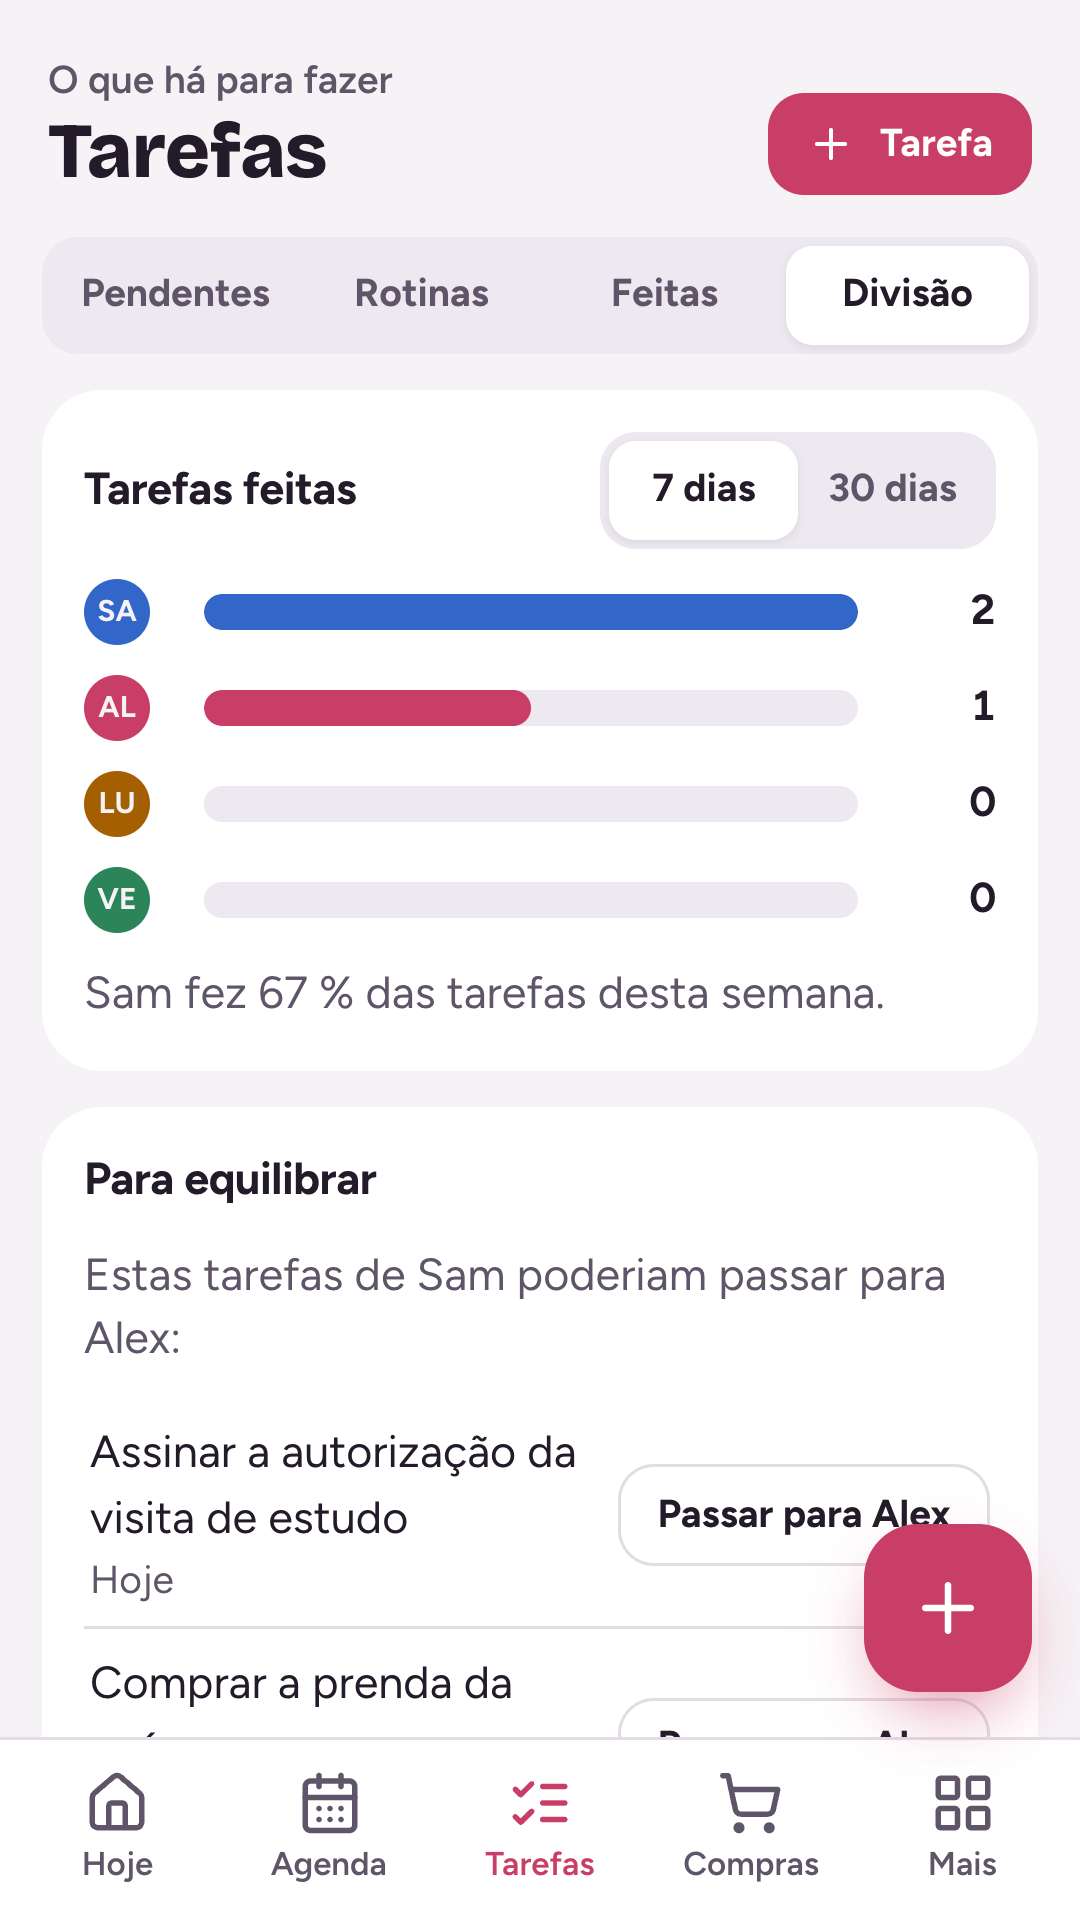 O que há para fazer
Tarefas
Tarefa
Pendentes
Rotinas
Feitas
Divisão
Tarefas feitas
7 dias
30 dias
SA
2
AL
1
LU
0
VE
0
Sam fez 67 % das tarefas desta semana.
Para equilibrar
Estas tarefas de Sam poderiam passar para
Alex:
Assinar a autorização da
visita de estudo
Hoje
Passar para Alex
Comprar a prenda da
Hoje
Agenda
Tarefas
Compras
Mais